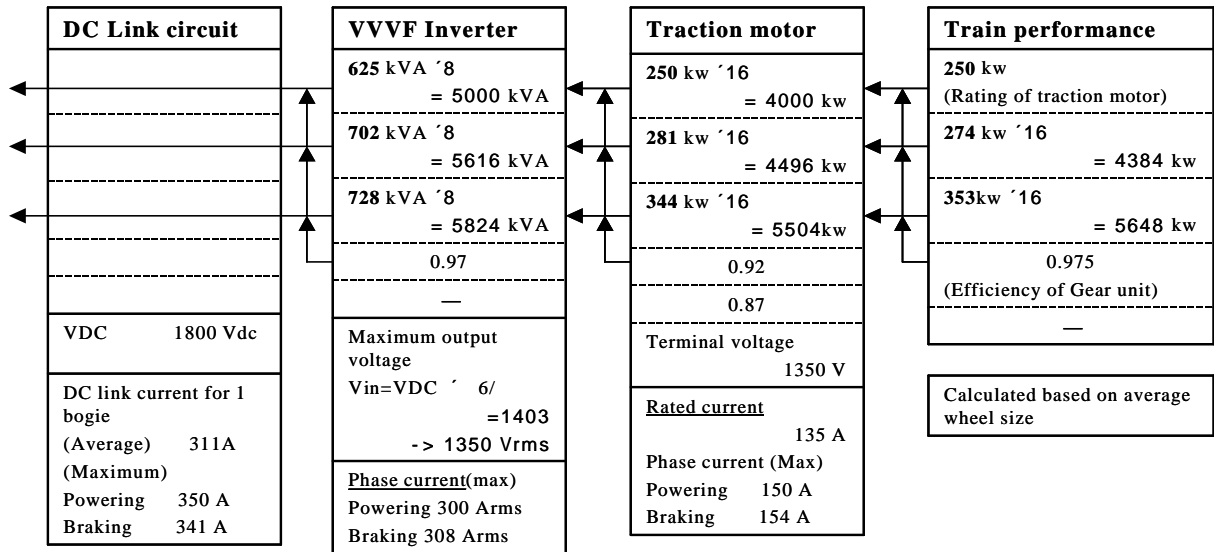 DC Link circuit
VDC 1800 Vdc
DC link current for 1
bogie
(Average) 311A
(Maximum)
Powering 350 A
Braking 341 A
VVVF Inverter
625 kVA ´8
= 5000 kVA
702 kVA ´8
= 5616 kVA
728 kVA ´8
= 5824 kVA
0.97
—
Maximum output
voltage
Vin=VDC ´ 6/
=1403
-> 1350 Vrms
Phase current(max)
Powering 300 Arms
Braking 308 Arms
Traction motor
250 kw ´16
= 4000 kw
281 kw ´16
= 4496 kw
344 kw ´16
= 5504kw
0.92
0.87
Terminal voltage
1350 V
Rated current
135 A
Phase current (Max)
Powering 150 A
Braking 154 A
Train performance
250 kw
(Rating of traction motor)
274 kw ´16
= 4384 kw
353kw ´16
= 5648 kw
0.975
(Efficiency of Gear unit)
—
Calculated based on average
wheel size